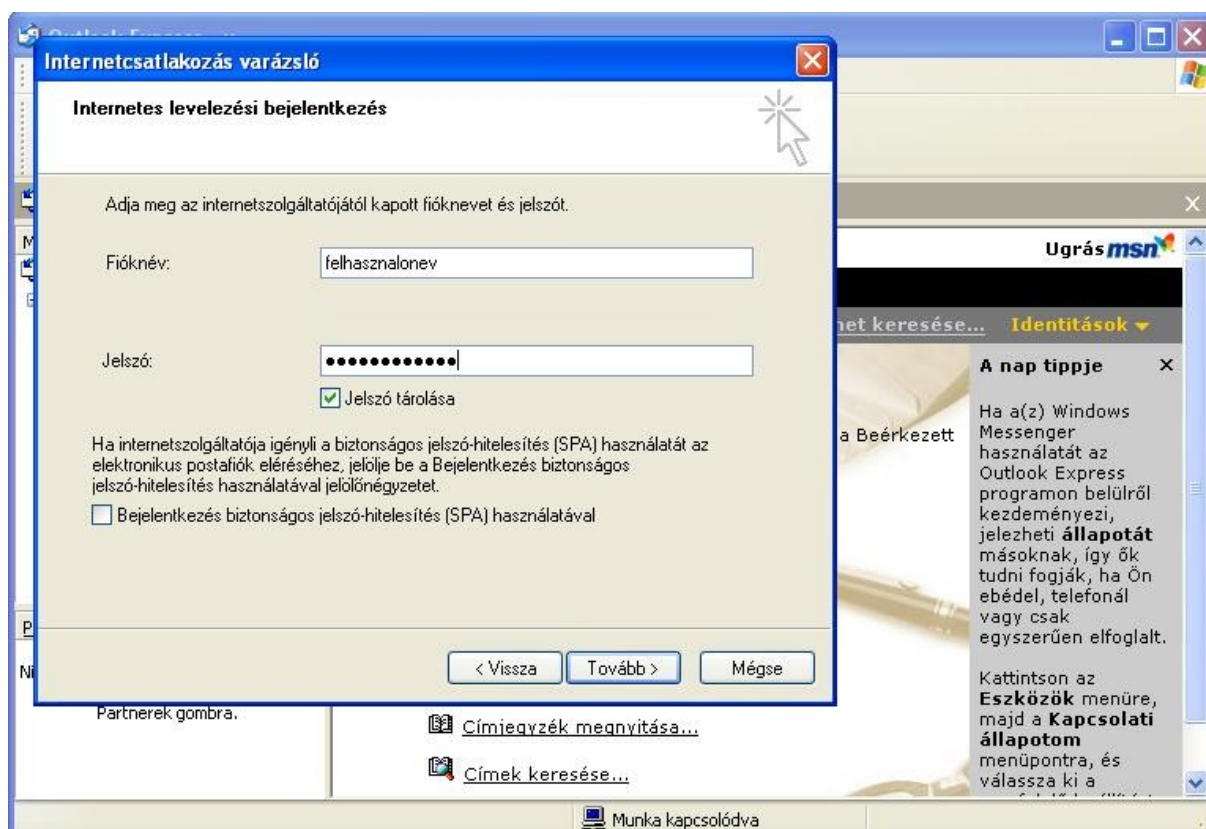 Outlook Express
Internetcsatlakozás varázsló
Internetes levelezési bejelentkezés
Adja meg az internetszolgáltatójától kapott fióknevet és jelszót.
Fióknév:
felhasznalonev
Jelszó:
••••••••••••
Jelszó tárolása
Ha internetszolgáltatója igényli a biztonságos jelszó-hitelesítés (SPA) használatát az
elektronikus postafiók eléréséhez, jelölje be a Bejelentkezés biztonságos
jelszó-hitelesítés használatával jelölőnégyzetet.
Bejelentkezés biztonságos jelszó-hitelesítés (SPA) használatával
< Vissza
Tovább >
Mégse
Ugrás msn
keresése...
Identitások
a Beérkezett
A nap tippje
Ha a(z) Windows
Messenger
használatát az
Outlook Express
programon belülről
kezdeményezi,
jelezheti állapotát
másoknak, így ők
tudni fogják, ha Ön
ebédel, telefonál
vagy csak
egyszerűen elfoglalt.
Kattintson az
Eszközök menüre,
majd a Kapcsolati
állapotom
menüpontra, és
válassza ki a
Partnerek gombra.
Címjegyzék megnyitása...
Címek keresése...
Munka kapcsolódva